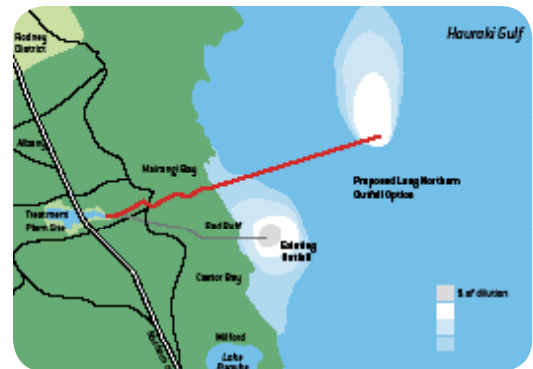 Rodney
District
Hauraki Gulf
Albany
Mairangi Bay
Proposed Long Northern
Outfall Option
Treatment
Plant Site
Red Bluff
Existing
Outfall
Castor Bay
% of dilution
Milford
Lake